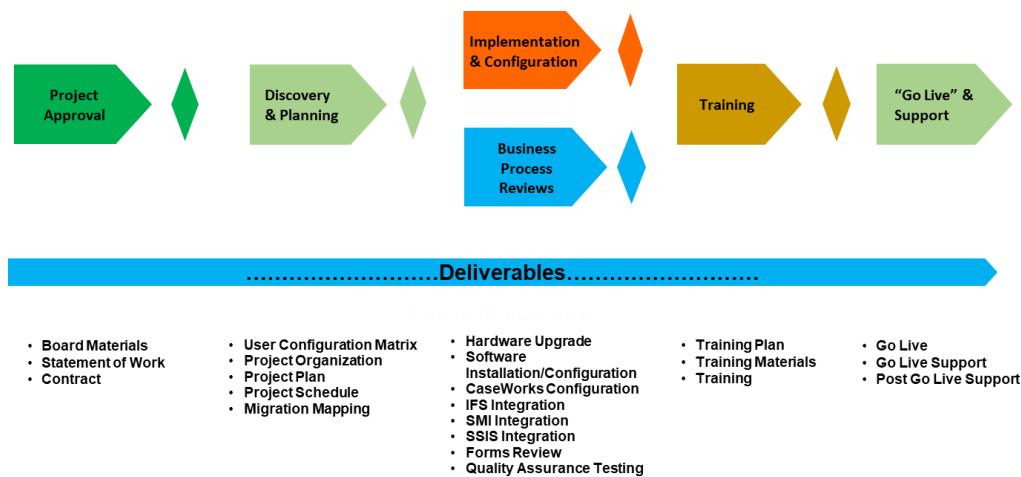 Project
Approval
Discovery
& Planning
Implementation
& Configuration
Business
Process
Reviews
Training
“Go Live” &
Support
………………………Deliverables………………………
• Board Materials
• Statement of Work
• Contract
• User Configuration Matrix
• Project Organization
• Project Plan
• Project Schedule
• Migration Mapping
• Hardware Upgrade
• Software
Installation/Configuration
• CaseWorks Configuration
• IFS Integration
• SMI Integration
• SSIS Integration
• Forms Review
• Quality Assurance Testing
• Training Plan
• Training Materials
• Training
• Go Live
• Go Live Support
• Post Go Live Support